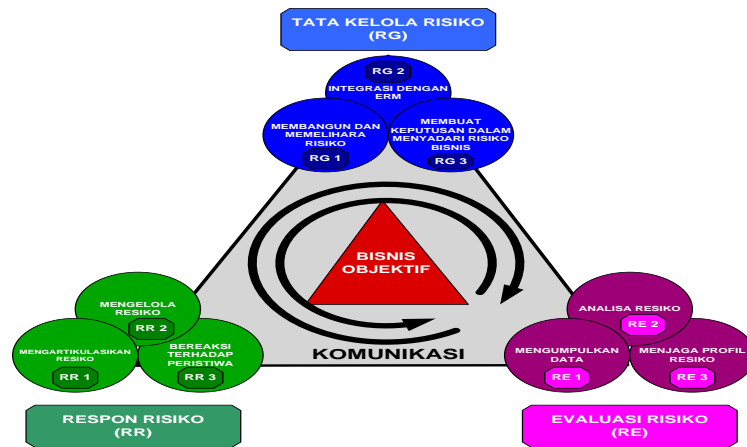 TATA KELOLA RISIKO
(RG)
RG 2
INTEGRASI DENGAN
ERM
MEMBANGUN DAN
MEMELIHARA
RISIKO
RG 1
MEMBUAT
KEPUTUSAN DALAM
MENYADARI RISIKO
BISNIS
RG 3
BISNIS
OBJEKTIF
KOMUNIKASI
MENGELOLA
RISIKO
RR 2
MENGARTIKULASIKAN
RISIKO
RR 1
BEREAKSI
TERHADAP
PERISTIWA
RR 3
RESPON RISIKO
(RR)
ANALISA RESIKO
RE 2
MENGUMPULKAN
DATA
RE 1
MENJAGA PROFIL
RESIKO
RE 3
EVALUASI RISIKO
(RE)